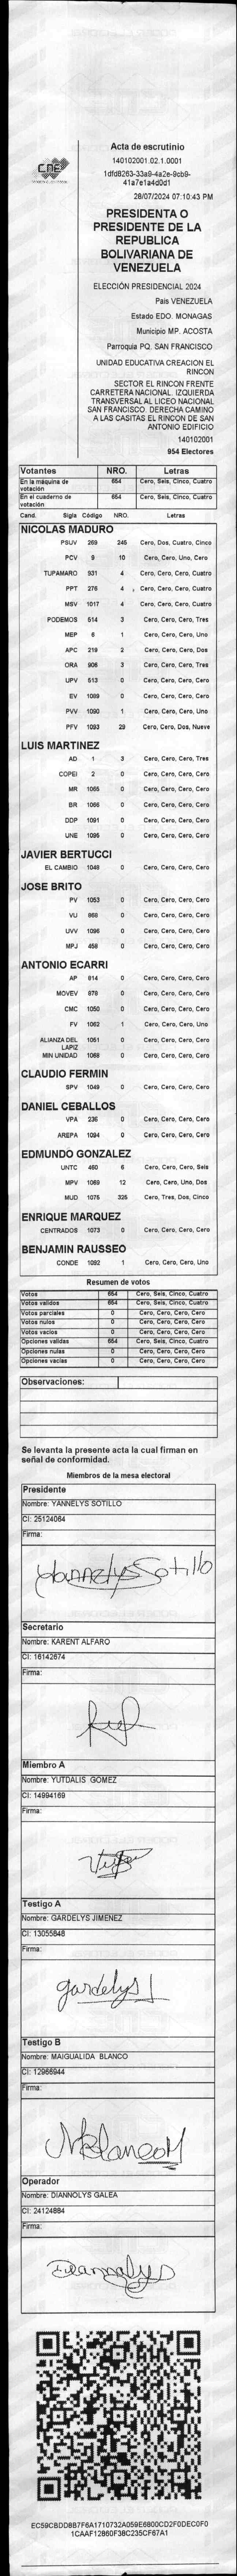 CNE
Acta de escrutinio
140102001.02.1.0001
1dfd8263-33a9-4a2e-9cb9-
41a7e1a4d0d1
28/07/2024 07:10:43 PM
PRESIDENTA O
PRESIDENTE DE LA
REPUBLICA
BOLIVARIANA DE
VENEZUELA
ELECCIÓN PRESIDENCIAL 2024
Pais VENEZUELA
Estado EDO. MONAGAS
Municipio MP. ACOSTA
Parroquia PQ. SAN FRANCISCO
UNIDAD EDUCATIVA CREACION EL
RINCON
SECTOR EL RINCON FRENTE
CARRETERA NACIONAL. IZQUIERDA
TRANSVERSAL AL LICEO NACIONAL
SAN FRANCISCO. DERECHA CAMINO
A LAS CASITAS EL RINCON DE SAN
ANTONIO EDIFICIO
140102001
954 Electores
Votantes NRO. Letras
En la máquina de votación 654 Cero, Seis, Cinco, Cuatro
En el cuaderno de votación 654 Cero, Seis, Cinco, Cuatro
Cand. Sigla Código NRO. Letras
NICOLAS MADURO
PSUV 269 245 Cero, Dos, Cuatro, Cinco
PCV 9 10 Cero, Cero, Uno, Cero
TUPAMARO 931 4 Cero, Cero, Cero, Cuatro
PPT 276 4 Cero, Cero, Cero, Cuatro
MSV 1017 4 Cero, Cero, Cero, Cuatro
PODEMOS 514 3 Cero, Cero, Cero, Tres
MEP 6 1 Cero, Cero, Cero, Uno
APC 219 2 Cero, Cero, Cero, Dos
ORA 906 3 Cero, Cero, Cero, Tres
UPV 513 0 Cero, Cero, Cero, Cero
EV 1089 0 Cero, Cero, Cero, Cero
PVV 1090 1 Cero, Cero, Cero, Uno
PFV 1093 29 Cero, Cero, Dos, Nueve
LUIS MARTINEZ
AD 1 3 Cero, Cero, Cero, Tres
COPEI 2 0 Cero, Cero, Cero, Cero
MR 1065 0 Cero, Cero, Cero, Cero
BR 1066 0 Cero, Cero, Cero, Cero
DDP 1091 0 Cero, Cero, Cero, Cero
UNE 1095 0 Cero, Cero, Cero, Cero
JAVIER BERTUCCI
EL CAMBIO 1048 0 Cero, Cero, Cero, Cero
JOSE BRITO
PV 1053 0 Cero, Cero, Cero, Cero
VU 868 0 Cero, Cero, Cero, Cero
UVV 1096 0 Cero, Cero, Cero, Cero
MPJ 458 0 Cero, Cero, Cero, Cero
ANTONIO ECARRI
AP 814 0 Cero, Cero, Cero, Cero
MOVEV 879 0 Cero, Cero, Cero, Cero
CMC 1050 0 Cero, Cero, Cero, Cero
FV 1062 1 Cero, Cero, Cero, Uno
ALIANZA DEL LAPIZ 1051 0 Cero, Cero, Cero, Cero
MIN UNIDAD 1068 0 Cero, Cero, Cero, Cero
CLAUDIO FERMIN
SPV 1049 0 Cero, Cero, Cero, Cero
DANIEL CEBALLOS
VPA 236 0 Cero, Cero, Cero, Cero
AREPA 1094 0 Cero, Cero, Cero, Cero
EDMUNDO GONZALEZ
UNTC 460 6 Cero, Cero, Cero, Seis
MPV 1069 12 Cero, Cero, Uno, Dos
MUD 1075 325 Cero, Tres, Dos, Cinco
ENRIQUE MARQUEZ
CENTRADOS 1073 0 Cero, Cero, Cero, Cero
BENJAMIN RAUSSEO
CONDE 1092 1 Cero, Cero, Cero, Uno
Resumen de votos
Votos 654 Cero, Seis, Cinco, Cuatro
Votos validos 654 Cero, Seis, Cinco, Cuatro
Votos parciales 0 Cero, Cero, Cero, Cero
Votos nulos 0 Cero, Cero, Cero, Cero
Votos vacios 0 Cero, Cero, Cero, Cero
Opciones validas 654 Cero, Seis, Cinco, Cuatro
Opciones nulas 0 Cero, Cero, Cero, Cero
Opciones vacias 0 Cero, Cero, Cero, Cero
Observaciones:
Se levanta la presente acta la cual firman en
señal de conformidad.
Miembros de la mesa electoral
Presidente
Nombre: YANNELYS SOTILLO
CI: 25124064
Firma:
Yannelys Sotillo
Secretario
Nombre: KARENT ALFARO
CI: 16142674
Firma:
Miembro A
Nombre: YUTDALIS GOMEZ
CI: 14994169
Firma:
Testigo A
Nombre: GARDELYS JIMENEZ
CI: 13055848
Firma:
gardelys J
Testigo B
Nombre: MAIGUALIDA BLANCO
CI: 12966944
Firma:
MBlancoM
Operador
Nombre: DIANNOLYS GALEA
CI: 24124884
Firma:
Diannolys
EC59CBDD8B7F6A1710732A059E6800CD2F0DEC0F0
1CAAF12860F38C235CF67A1